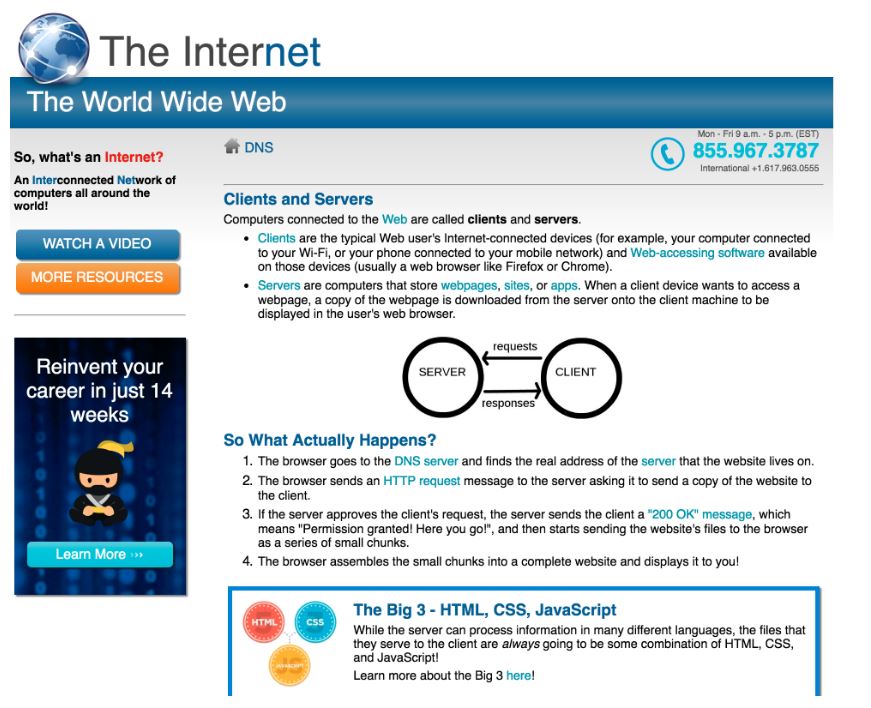 The Internet
The World Wide Web
So, what's an Internet?
An Interconnected Network of
computers all around the
world!
WATCH A VIDEO
MORE RESOURCES
Reinvent your
career in just 14
weeks
Learn More >>>
DNS
Mon - Fri 9 a.m. - 5 p.m. (EST)
855.967.3787
International +1.617.963.0555
Clients and Servers
Computers connected to the Web are called clients and servers.
• Clients are the typical Web user's Internet-connected devices (for example, your computer connected
to your Wi-Fi, or your phone connected to your mobile network) and Web-accessing software available
on those devices (usually a web browser like Firefox or Chrome).
• Servers are computers that store webpages, sites, or apps. When a client device wants to access a
webpage, a copy of the webpage is downloaded from the server onto the client machine to be
displayed in the user's web browser.
requests
SERVER
CLIENT
responses
So What Actually Happens?
1. The browser goes to the DNS server and finds the real address of the server that the website lives on.
2. The browser sends an HTTP request message to the server asking it to send a copy of the website to
the client.
3. If the server approves the client's request, the server sends the client a "200 OK" message, which
means "Permission granted! Here you go!", and then starts sending the website's files to the browser
as a series of small chunks.
4. The browser assembles the small chunks into a complete website and displays it to you!
HTML
CSS
JAVASCRIPT
The Big 3 - HTML, CSS, JavaScript
While the server can process information in many different languages, the files that
they serve to the client are always going to be some combination of HTML, CSS,
and JavaScript!
Learn more about the Big 3 here!